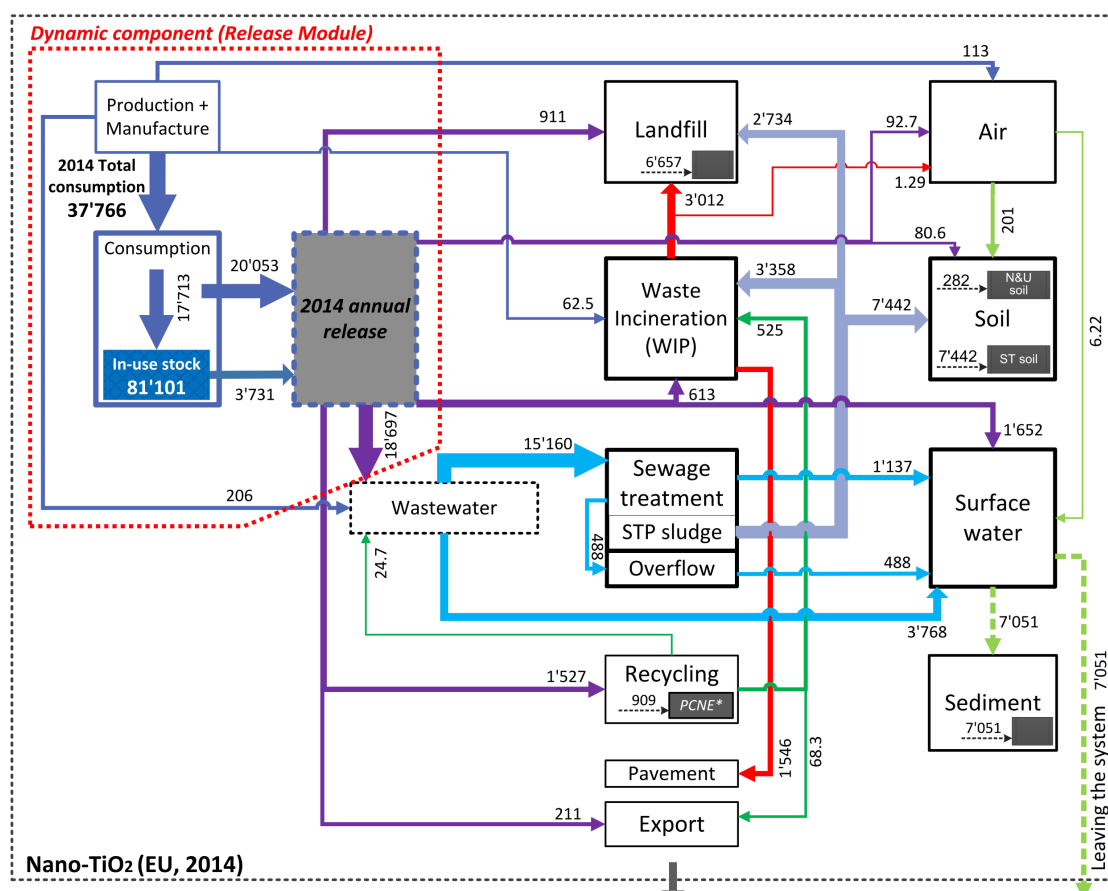 Dynamic component (Release Module)
113
Production +
Manufacture
911
Landfill
6'657
2'734
92.7
Air
2014 Total
consumption
37'766
3'012
1.29
80.6
201
Consumption
20'053
17'713
2014 annual
release
62.5
Waste
Incineration
(WIP)
3'358
525
7'442
282
N&U
soil
Soil
7'442
ST soil
6.22
In-use stock
81'101
3'731
613
1'652
18'697
15'160
206
Wastewater
Sewage
treatment
STP sludge
488
Overflow
1'137
488
Surface
water
24.7
3'768
7'051
1'527
Recycling
909
PCNE*
Sediment
7'051
Leaving the system 7'051
Pavement
1'546
68.3
211
Export
Nano-TiO2 (EU, 2014)